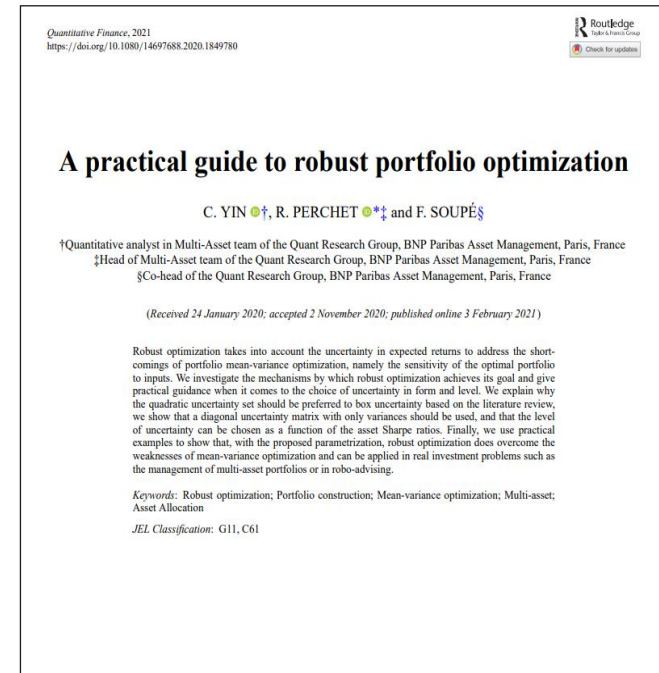 Quantitative Finance, 2021
https://doi.org/10.1080/14697688.2020.1849780
Routledge
Taylor & Francis Group
Check for updates
A practical guide to robust portfolio optimization
C. YIN †, R. PERCHET *‡ and F. SOUPÉ§
†Quantitative analyst in Multi-Asset team of the Quant Research Group, BNP Paribas Asset Management, Paris, France
‡Head of Multi-Asset team of the Quant Research Group, BNP Paribas Asset Management, Paris, France
§Co-head of the Quant Research Group, BNP Paribas Asset Management, Paris, France
(Received 24 January 2020; accepted 2 November 2020; published online 3 February 2021)
Robust optimization takes into account the uncertainty in expected returns to address the short-
comings of portfolio mean-variance optimization, namely the sensitivity of the optimal portfolio
to inputs. We investigate the mechanisms by which robust optimization achieves its goal and give
practical guidance when it comes to the choice of uncertainty in form and level. We explain why
the quadratic uncertainty set should be preferred to box uncertainty based on the literature review,
we show that a diagonal uncertainty matrix with only variances should be used, and that the level
of uncertainty can be chosen as a function of the asset Sharpe ratios. Finally, we use practical
examples to show that, with the proposed parametrization, robust optimization does overcome the
weaknesses of mean-variance optimization and can be applied in real investment problems such as
the management of multi-asset portfolios or in robo-advising.
Keywords: Robust optimization; Portfolio construction; Mean-variance optimization; Multi-asset;
Asset Allocation
JEL Classification: G11, C61